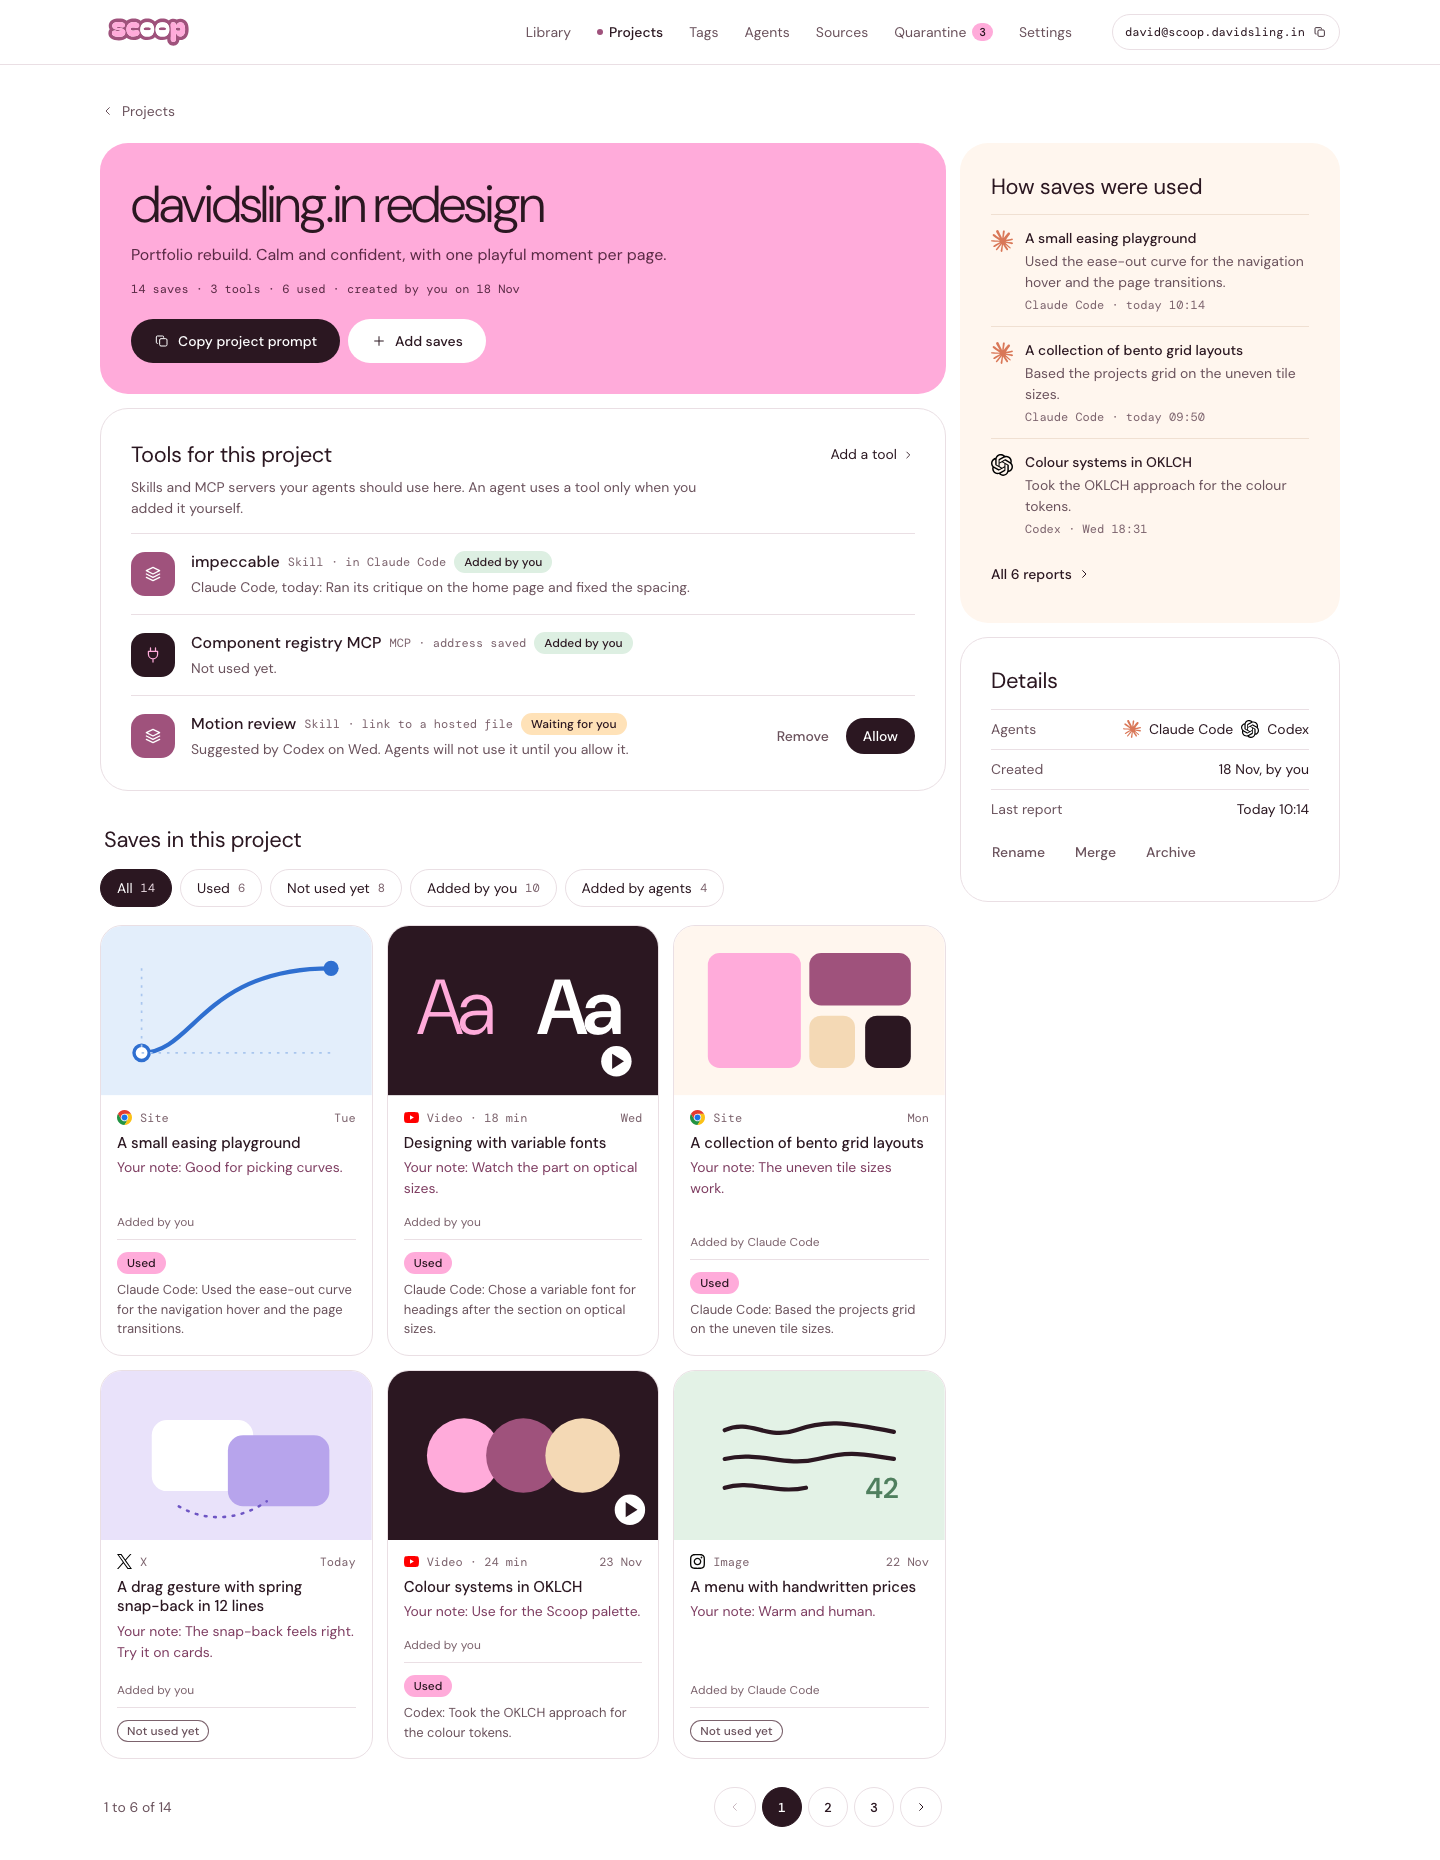 scoop
Library
Projects
Tags
Agents
Sources
Quarantine 3
Settings
david@scoop.davidsling.in
Projects
davidsling.in redesign
Portfolio rebuild. Calm and confident, with one playful moment per page.
14 saves · 3 tools · 6 used · created by you on 18 Nov
Copy project prompt
Add saves
Tools for this project
Add a tool
Skills and MCP servers your agents should use here. An agent uses a tool only when you
added it yourself.
impeccable Skill · in Claude Code Added by you
Claude Code, today: Ran its critique on the home page and fixed the spacing.
Component registry MCP MCP · address saved Added by you
Not used yet.
Motion review Skill · link to a hosted file Waiting for you
Suggested by Codex on Wed. Agents will not use it until you allow it.
Remove
Allow
How saves were used
A small easing playground
Used the ease-out curve for the navigation
hover and the page transitions.
Claude Code · today 10:14
A collection of bento grid layouts
Based the projects grid on the uneven tile
sizes.
Claude Code · today 09:50
Colour systems in OKLCH
Took the OKLCH approach for the colour
tokens.
Codex · Wed 18:31
All 6 reports
Details
Agents Claude Code Codex
Created 18 Nov, by you
Last report Today 10:14
Rename Merge Archive
Saves in this project
All 14
Used 6
Not used yet 8
Added by you 10
Added by agents 4
Site Tue
A small easing playground
Your note: Good for picking curves.
Added by you
Used
Claude Code: Used the ease-out curve
for the navigation hover and the page
transitions.
Aa Aa
Video · 18 min Wed
Designing with variable fonts
Your note: Watch the part on optical
sizes.
Added by you
Used
Claude Code: Chose a variable font for
headings after the section on optical
sizes.
Site Mon
A collection of bento grid layouts
Your note: The uneven tile sizes
work.
Added by Claude Code
Used
Claude Code: Based the projects grid
on the uneven tile sizes.
X Today
A drag gesture with spring
snap-back in 12 lines
Your note: The snap-back feels right.
Try it on cards.
Added by you
Not used yet
Video · 24 min 23 Nov
Colour systems in OKLCH
Your note: Use for the Scoop palette.
Added by you
Used
Codex: Took the OKLCH approach for
the colour tokens.
42
Image 22 Nov
A menu with handwritten prices
Your note: Warm and human.
Added by Claude Code
Not used yet
1 to 6 of 14
1 2 3